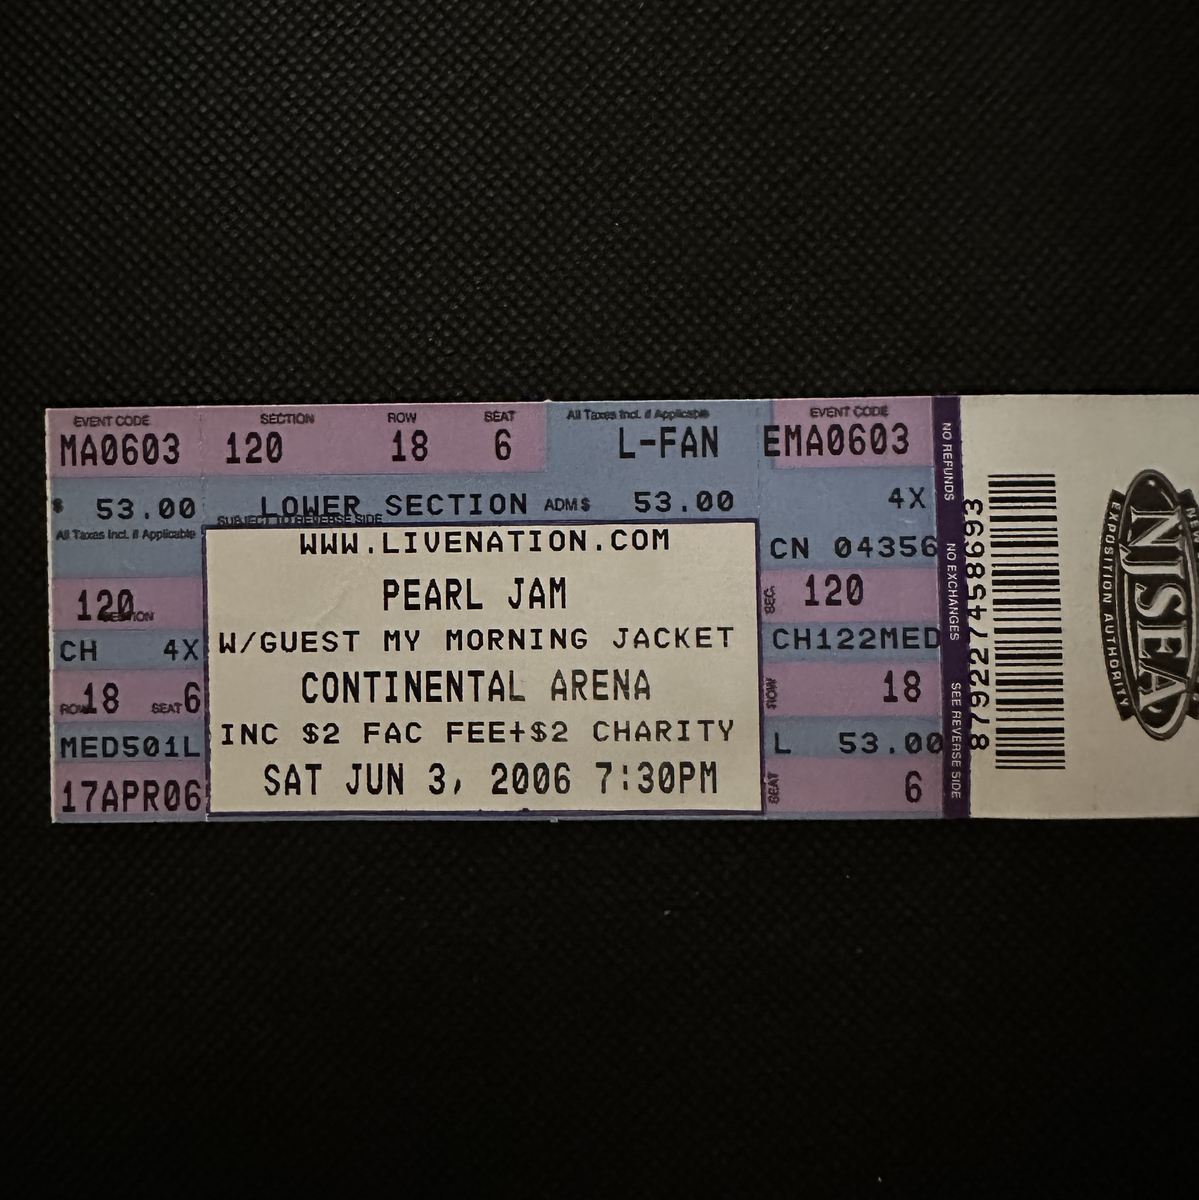 EVENT CODE SECTION ROW SEAT All Taxes Incl. if Applicable EVENT CODE
MA0603 120 18 6 L-FAN EMA0603
$ 53.00 LOWER SECTION ADM$ 53.00 4X
SUBJECT TO REVERSE SIDE
All Taxes Incl. if Applicable
WWW.LIVENATION.COM
CN 04356
PEARL JAM
120 SECTION
SEC. 120
W/GUEST MY MORNING JACKET
CH 4X
CH122MED
CONTINENTAL ARENA
ROW 18 SEAT 6
ROW 18
INC $2 FAC FEE+$2 CHARITY
MED501L
L 53.00
SAT JUN 3, 2006 7:30PM
17APR06
SEAT 6
NO REFUNDS NO EXCHANGES SEE REVERSE SIDE
879227458693
NJSEA
EXPOSITION AUTHORITY